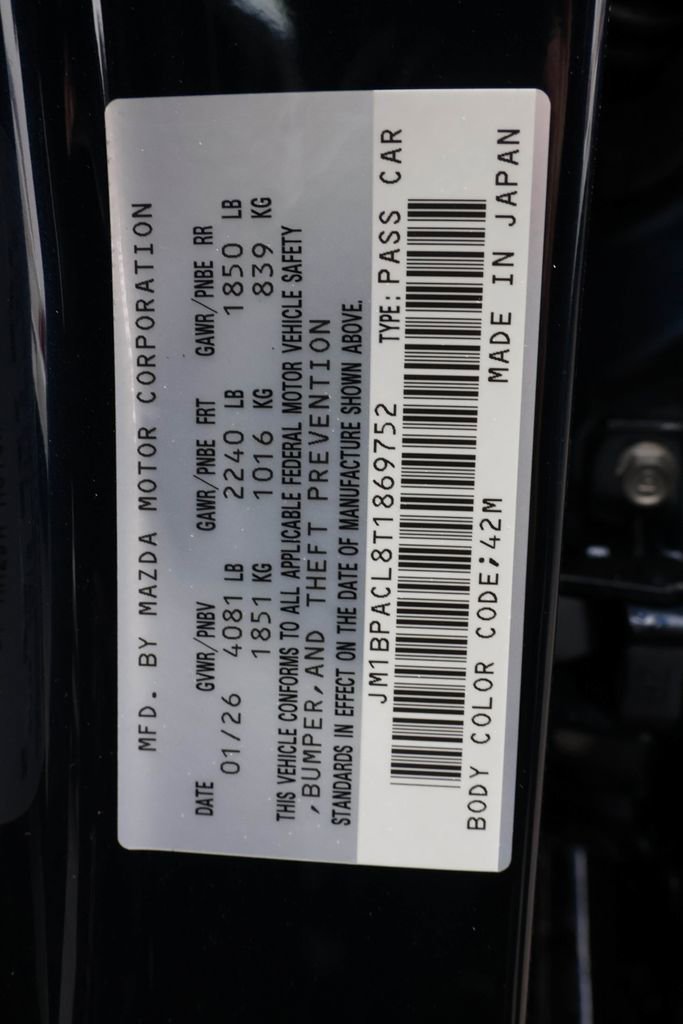 MFD. BY MAZDA MOTOR CORPORATION
DATE GVWR/PNBV GAWR/PNBE FRT GAWR/PNBE RR
01/26 4081 LB 2240 LB 1850 LB
1851 KG 1016 KG 839 KG
THIS VEHICLE CONFORMS TO ALL APPLICABLE FEDERAL MOTOR VEHICLE SAFETY
,BUMPER, AND THEFT PREVENTION
STANDARDS IN EFFECT ON THE DATE OF MANUFACTURE SHOWN ABOVE.
JM1BPACL8T1869752 TYPE: PASS CAR
BODY COLOR CODE;42M MADE IN JAPAN